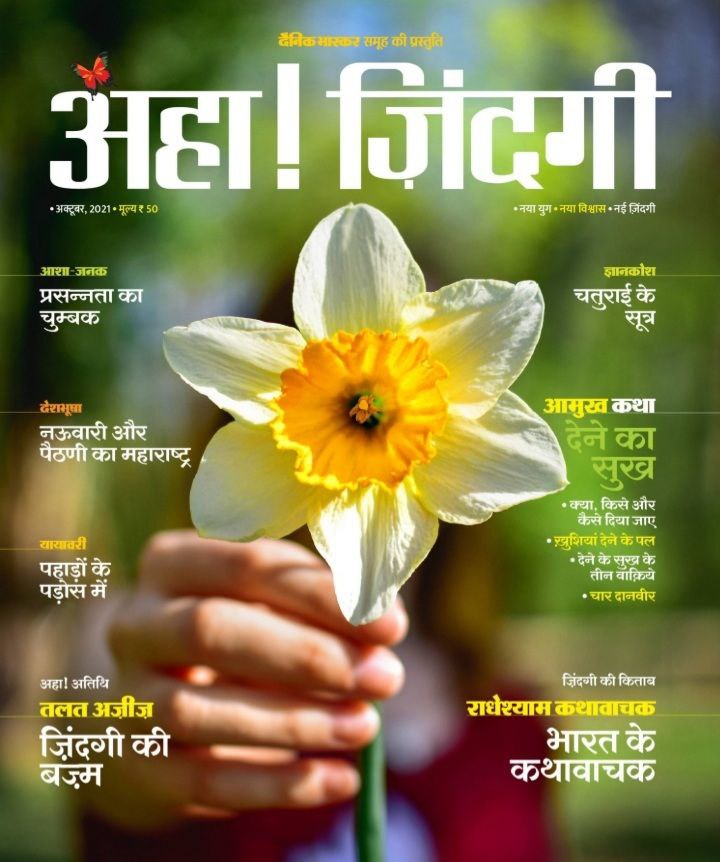 दैनिक भास्कर समूह की प्रस्तुति
अहा! ज़िंदगी
• अक्टूबर, 2021 • मूल्य ₹ 50
• नया युग • नया विश्वास • नई ज़िंदगी
आशा-जनक
प्रसन्नता का
चुम्बक
देशभूषा
नऊवारी और
पैठणी का महाराष्ट्र
यायावरी
पहाड़ों के
पड़ोस में
अहा! अतिथि
तलत अज़ीज़
ज़िंदगी की
बज़्म
ज्ञानकोश
चतुराई के
सूत्र
आमुख कथा
देने का
सुख
• क्या, किसे और
कैसे दिया जाए
• ख़ुशियां देने के पल
• देने के सुख के
तीन वाक़िये
• चार दानवीर
ज़िंदगी की किताब
राधेश्याम कथावाचक
भारत के
कथावाचक